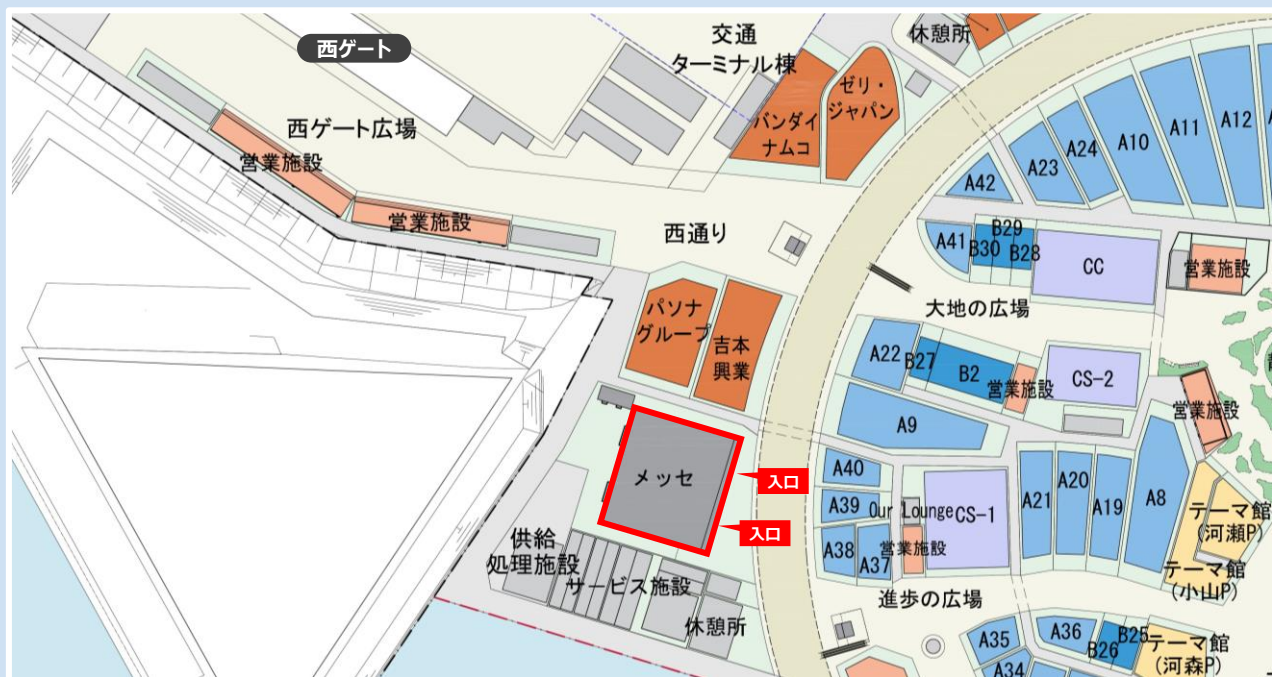 西ゲート
交通
ターミナル棟
休憩所
西ゲート広場
営業施設
営業施設
バンダイ
ナムコ
ゼリ・
ジャパン
西通り
A42
A23
A24
A10
A11
A12
A41
B30
B29
B28
CC
営業施設
大地の広場
パソナ
グループ
吉本
興業
A22
B27
B2
営業施設
CS-2
営業施設
A9
メッセ
入口
入口
A40
A39
Our Lounge
CS-1
A38
A37
営業施設
A21
A20
A19
A8
テーマ館
(河瀬P)
テーマ館
(小山P)
供給
処理施設
サービス施設
休憩所
進歩の広場
A35
A34
A36
B26
B25
テーマ館
(河森P)